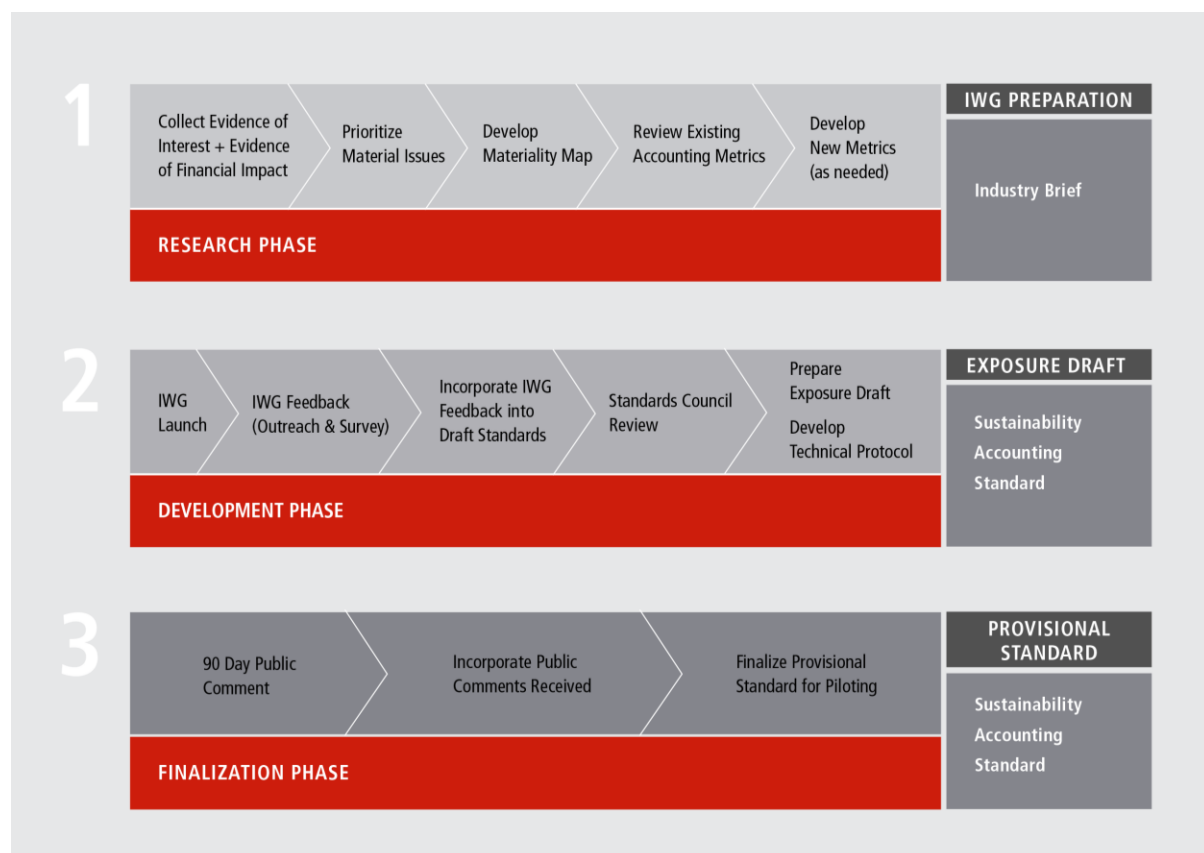 1
Collect Evidence of
Interest + Evidence
of Financial Impact
Prioritize
Material Issues
Develop
Materiality Map
Review Existing
Accounting Metrics
Develop
New Metrics
(as needed)
RESEARCH PHASE
IWG PREPARATION
Industry Brief
2
IWG
Launch
IWG Feedback
(Outreach & Survey)
Incorporate IWG
Feedback into
Draft Standards
Standards Council
Review
Prepare
Exposure Draft
Develop
Technical Protocol
DEVELOPMENT PHASE
EXPOSURE DRAFT
Sustainability
Accounting
Standard
3
90 Day Public
Comment
Incorporate Public
Comments Received
Finalize Provisional
Standard for Piloting
FINALIZATION PHASE
PROVISIONAL
STANDARD
Sustainability
Accounting
Standard